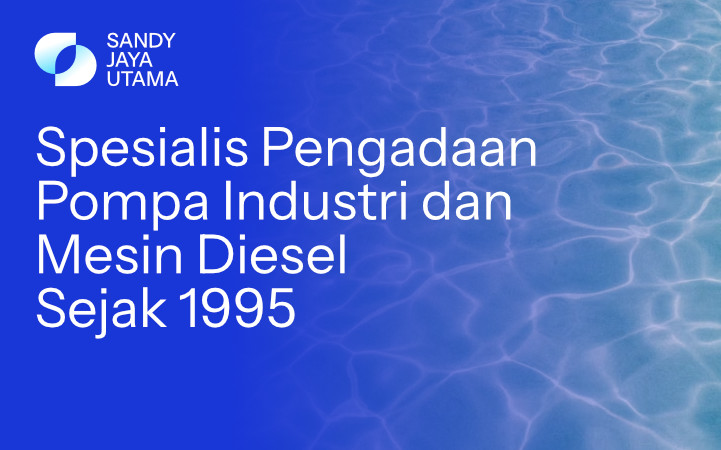 SANDY
JAYA
UTAMA
Spesialis Pengadaan
Pompa Industri dan
Mesin Diesel
Sejak 1995